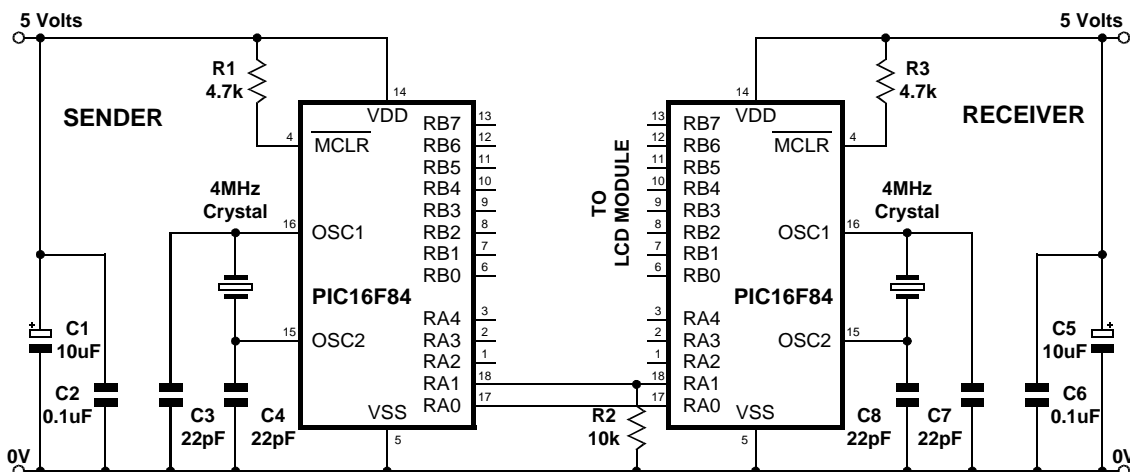 5 Volts
5 Volts
R1
4.7k
R3
4.7k
SENDER
RECEIVER
14
VDD
4
MCLR
RB7
13
RB6
12
RB5
11
RB4
10
RB3
9
RB2
8
RB1
7
RB0
6
4MHz
Crystal
16
OSC1
PIC16F84
15
OSC2
RA4
3
RA3
2
RA2
1
RA1
18
RA0
17
VSS
5
C1
+
10uF
C2
0.1uF
C3
22pF
C4
22pF
R2
10k
TO
LCD MODULE
14
VDD
13
RB7
12
RB6
11
RB5
10
RB4
9
RB3
8
RB2
7
RB1
6
RB0
MCLR
4
4MHz
Crystal
OSC1
16
PIC16F84
OSC2
15
3
RA4
2
RA3
1
RA2
18
RA1
17
RA0
VSS
5
C8
22pF
C7
22pF
C5
+
10uF
C6
0.1uF
0V
0V